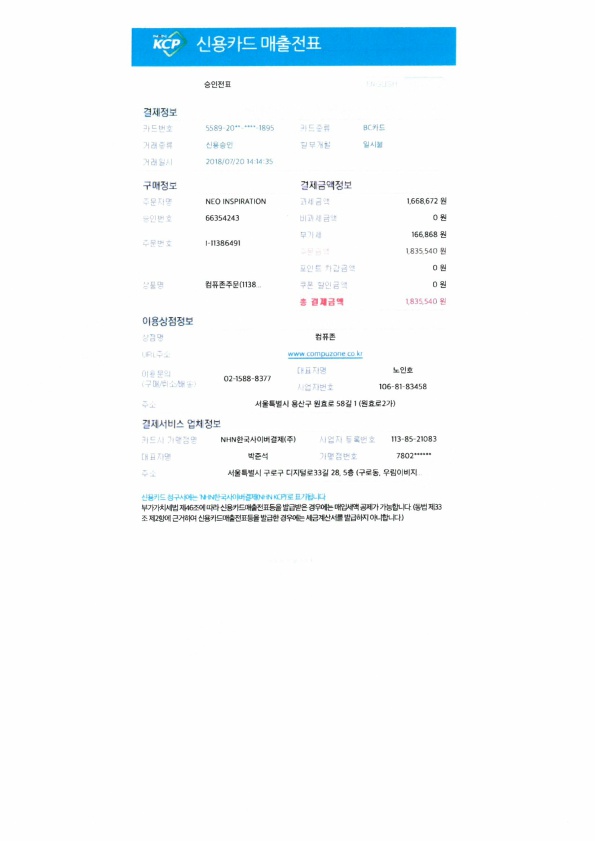 KCP 신용카드 매출전표
승인전표
결제정보
카드번호 5589-20**-****-1895 카드종류 BC카드
거래종류 신용승인 할부개월 일시불
거래일시 2018/07/20 14:14:35
구매정보 결제금액정보
주문자명 NEO INSPIRATION 과세금액 1,668,672 원
승인번호 66354243 비과세금액 0 원
부가세 166,868 원
주문번호 I-11386491
주문금액 1,835,540 원
포인트 차감금액 0 원
상품명 컴퓨존주문(1138... 쿠폰 할인금액 0 원
총 결제금액 1,835,540 원
이용상점정보
상점명 컴퓨존
URL주소 www.compuzone.co.kr
이용문의 (구매/취소/배송) 02-1588-8377 대표자명 노인호
사업자번호 106-81-83458
주소 서울특별시 용산구 원효로 58길 1 (원효로2가)
결제서비스 업체정보
카드사 가맹점명 NHN한국사이버결제(주) 사업자 등록번호 113-85-21083
대표자명 박준석 가맹점번호 7802******
주소 서울특별시 구로구 디지털로33길 28, 5층 (구로동, 우림이비지...
신용카드 청구서에는 'NHN한국사이버결제(NHN KCP)'로 표기됩니다.
부가가치세법 제46조에 따라 신용카드매출전표등을 발급받은 경우에는 매입세액 공제가 가능합니다. (동법 제33
조 제2항에 근거하여 신용카드매출전표등을 발급한 경우에는 세금계산서를 발급하지 아니합니다.)